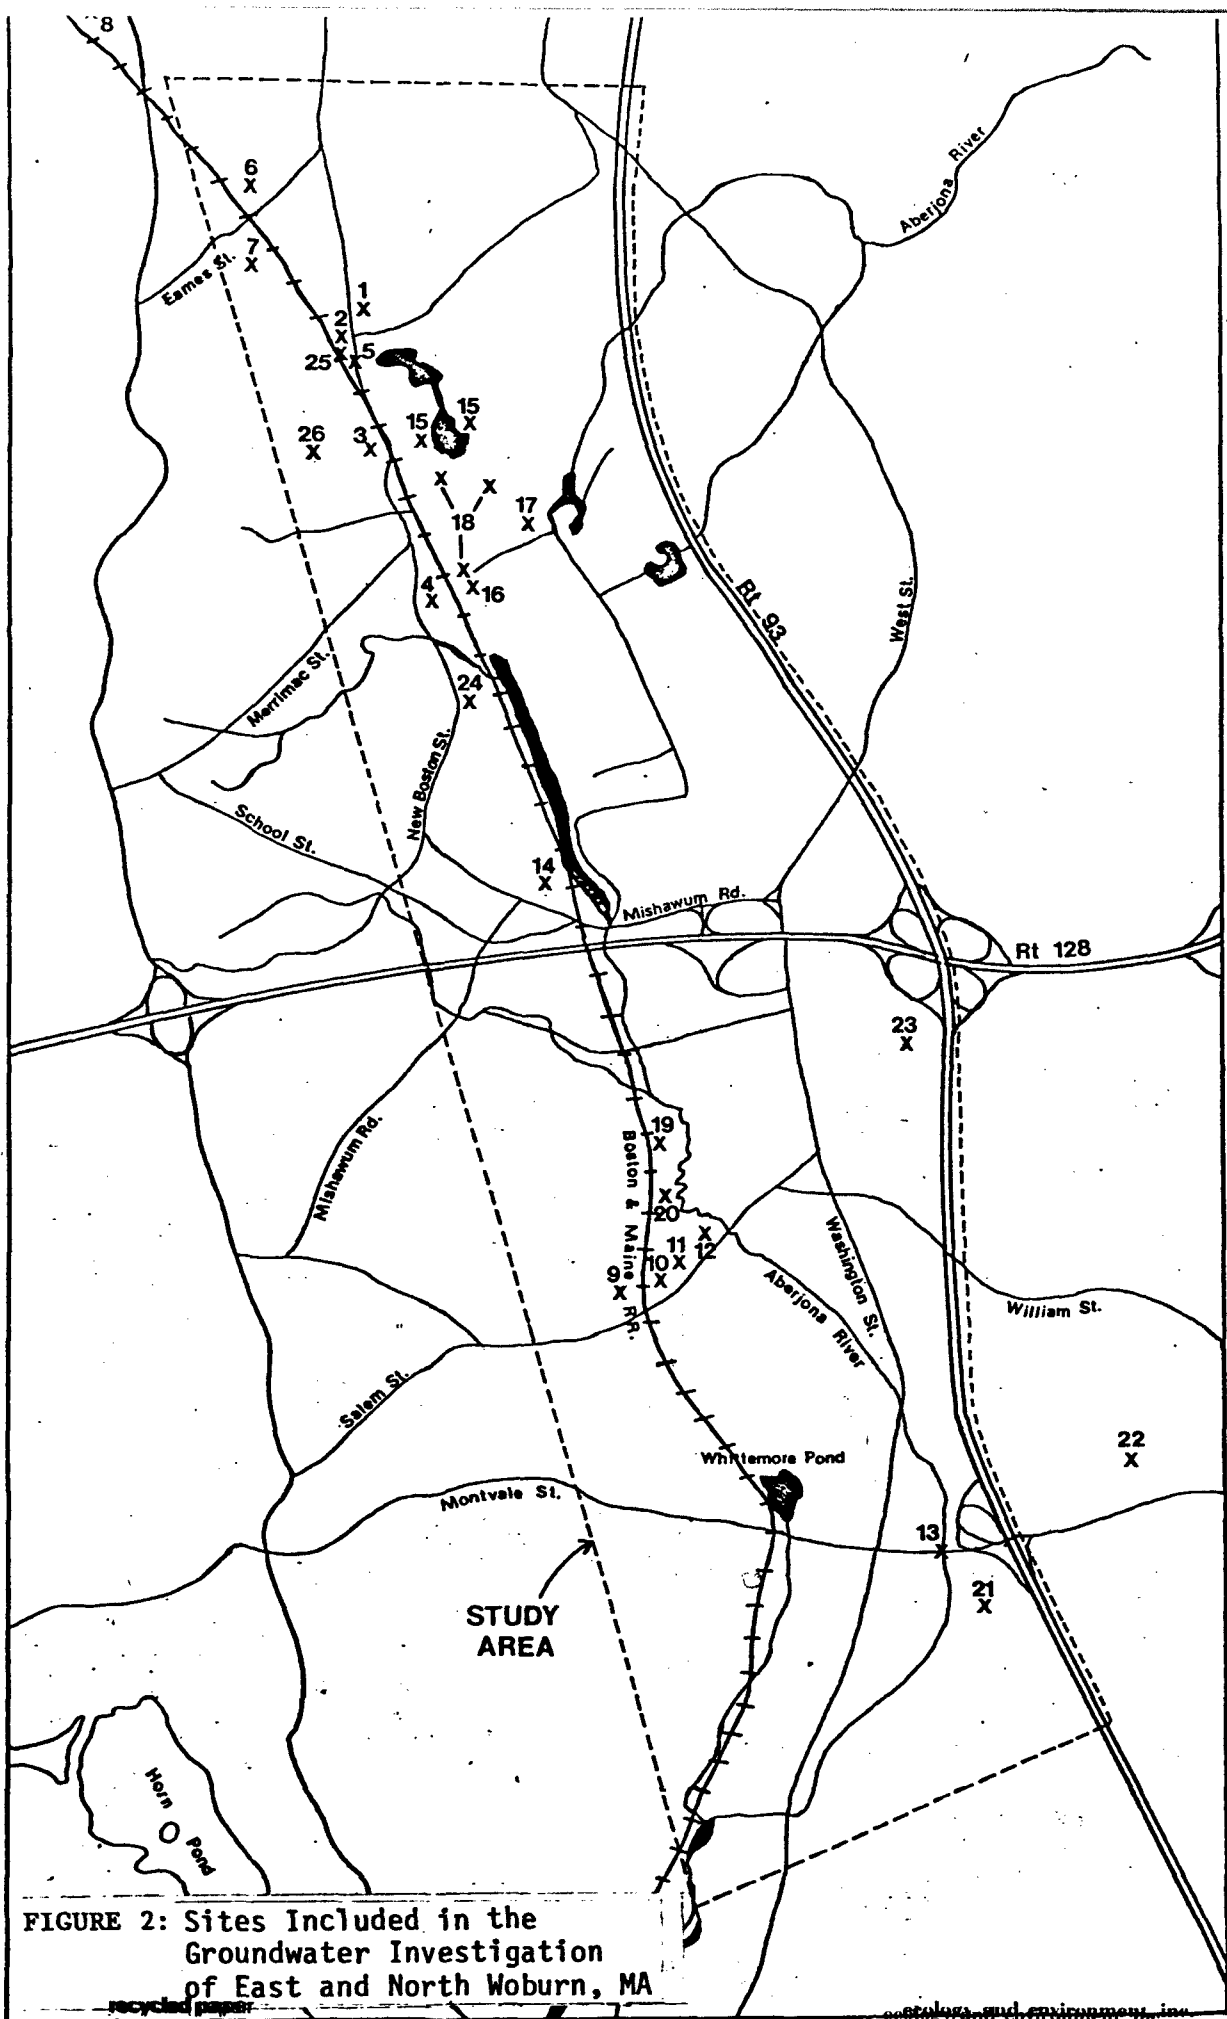 8
6
7
Eames St.
1
2
25
5
26
3
15
15
18
17
4
16
24
Aberjona River
West St.
Rt 93
Merrimac St.
New Boston St.
School St.
14
Mishawum Rd.
Rt 128
23
Mishawum Rd.
19
20
11
12
10
9
Boston & Maine R.R.
Washington St.
Aberjona River
William St.
Salem St.
Whittemore Pond
22
Montvale St.
13
21
STUDY
AREA
Horn Pond
FIGURE 2: Sites Included in the
Groundwater Investigation
of East and North Woburn, MA
recycled paper
ecology and environment, inc.